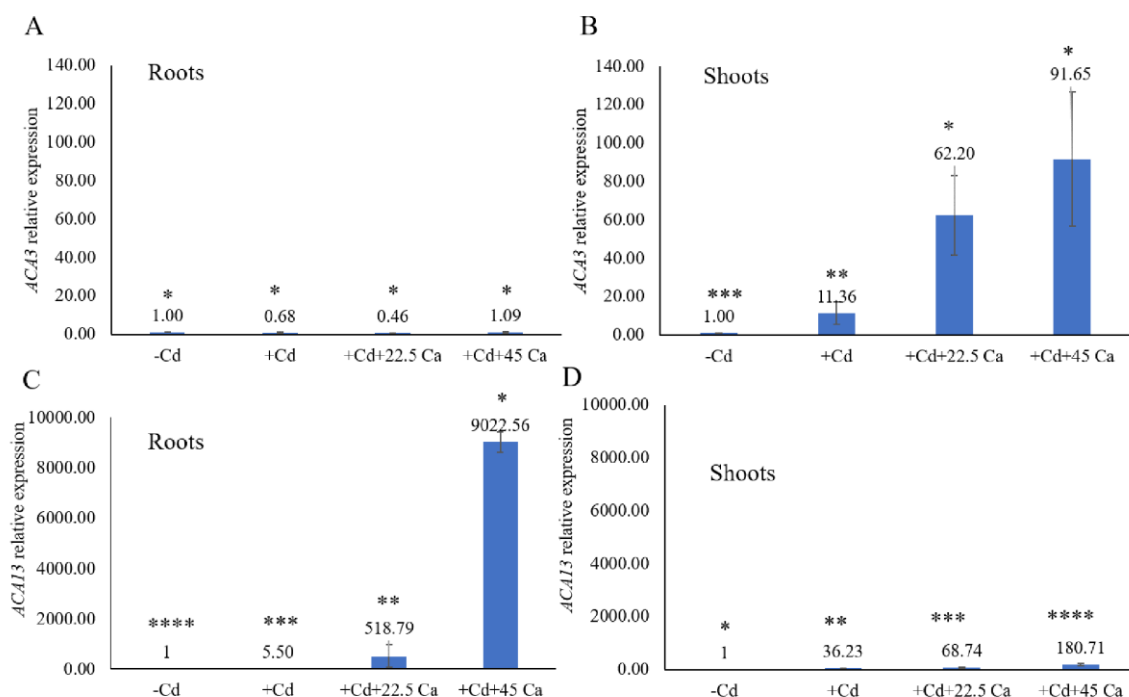 A
Roots
ACA3 relative expression
140.00
120.00
100.00
80.00
60.00
40.00
20.00
0.00
* * * *
1.00 0.68 0.46 1.09
-Cd +Cd +Cd+22.5 Ca +Cd+45 Ca
B
Shoots
ACA3 relative expression
140.00
120.00
100.00
80.00
60.00
40.00
20.00
0.00
*** ** * *
1.00 11.36 62.20 91.65
-Cd +Cd +Cd+22.5 Ca +Cd+45 Ca
C
Roots
ACA13 relative expression
10000.00
8000.00
6000.00
4000.00
2000.00
0.00
**** *** ** *
1 5.50 518.79 9022.56
-Cd +Cd +Cd+22.5 Ca +Cd+45 Ca
D
Shoots
ACA13 relative expression
10000.00
8000.00
6000.00
4000.00
2000.00
0.00
* ** *** ****
1 36.23 68.74 180.71
-Cd +Cd +Cd+22.5 Ca +Cd+45 Ca